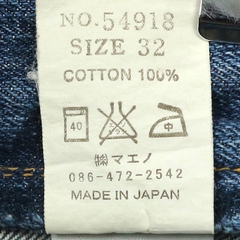 NO.54918
SIZE 32
COTTON 100%
40 中
㈱マエノ
086-472-2542
MADE IN JAPAN